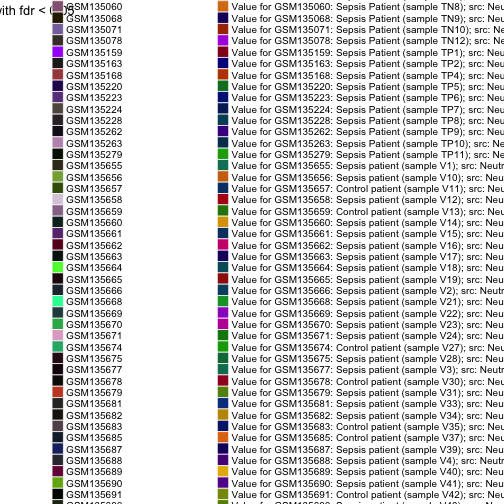 with fdr < 0.05
GSM135060 Value for GSM135060: Sepsis Patient (sample TN8); src: Neu
GSM135068 Value for GSM135068: Sepsis Patient (sample TN9); src: Neu
GSM135071 Value for GSM135071: Sepsis Patient (sample TN10); src: Ne
GSM135078 Value for GSM135078: Sepsis Patient (sample TN12); src: Ne
GSM135159 Value for GSM135159: Sepsis Patient (sample TP1); src: Neu
GSM135163 Value for GSM135163: Sepsis Patient (sample TP2); src: Neu
GSM135168 Value for GSM135168: Sepsis Patient (sample TP4); src: Neu
GSM135220 Value for GSM135220: Sepsis Patient (sample TP5); src: Neu
GSM135223 Value for GSM135223: Sepsis Patient (sample TP6); src: Neu
GSM135224 Value for GSM135224: Sepsis Patient (sample TP7); src: Neu
GSM135228 Value for GSM135228: Sepsis Patient (sample TP8); src: Neu
GSM135262 Value for GSM135262: Sepsis Patient (sample TP9); src: Neu
GSM135263 Value for GSM135263: Sepsis Patient (sample TP10); src: Neu
GSM135279 Value for GSM135279: Sepsis Patient (sample TP11); src: Neu
GSM135655 Value for GSM135655: Sepsis patient (sample V1); src: Neutr
GSM135656 Value for GSM135656: Sepsis patient (sample V10); src: Neu
GSM135657 Value for GSM135657: Control patient (sample V11); src: Neu
GSM135658 Value for GSM135658: Sepsis patient (sample V12); src: Neu
GSM135659 Value for GSM135659: Control patient (sample V13); src: Neu
GSM135660 Value for GSM135660: Sepsis patient (sample V14); src: Neu
GSM135661 Value for GSM135661: Sepsis patient (sample V15); src: Neu
GSM135662 Value for GSM135662: Sepsis patient (sample V16); src: Neu
GSM135663 Value for GSM135663: Sepsis patient (sample V17); src: Neu
GSM135664 Value for GSM135664: Sepsis patient (sample V18); src: Neu
GSM135665 Value for GSM135665: Sepsis patient (sample V19); src: Neu
GSM135666 Value for GSM135666: Sepsis patient (sample V2); src: Neutr
GSM135668 Value for GSM135668: Sepsis patient (sample V21); src: Neu
GSM135669 Value for GSM135669: Sepsis patient (sample V22); src: Neu
GSM135670 Value for GSM135670: Sepsis patient (sample V23); src: Neu
GSM135671 Value for GSM135671: Sepsis patient (sample V24); src: Neu
GSM135674 Value for GSM135674: Control patient (sample V27); src: Neu
GSM135675 Value for GSM135675: Sepsis patient (sample V28); src: Neu
GSM135677 Value for GSM135677: Sepsis patient (sample V3); src: Neutr
GSM135678 Value for GSM135678: Control patient (sample V30); src: Neu
GSM135679 Value for GSM135679: Sepsis patient (sample V31); src: Neu
GSM135681 Value for GSM135681: Sepsis patient (sample V33); src: Neu
GSM135682 Value for GSM135682: Sepsis patient (sample V34); src: Neu
GSM135683 Value for GSM135683: Control patient (sample V35); src: Neu
GSM135685 Value for GSM135685: Control patient (sample V37); src: Neu
GSM135687 Value for GSM135687: Sepsis patient (sample V39); src: Neu
GSM135688 Value for GSM135688: Sepsis patient (sample V4); src: Neutr
GSM135689 Value for GSM135689: Sepsis patient (sample V40); src: Neu
GSM135690 Value for GSM135690: Sepsis patient (sample V41); src: Neu
GSM135691 Value for GSM135691: Control patient (sample V42); src: Neu